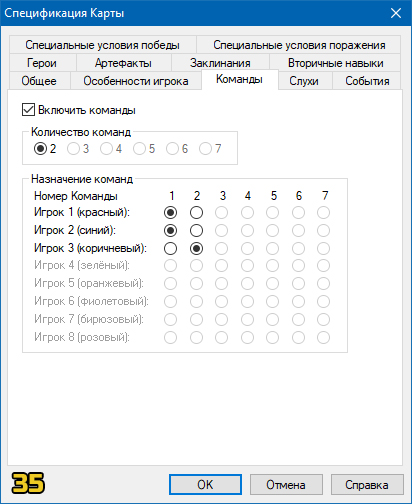 Спецификация Карты
Специальные условия победы Специальные условия поражения
Герои Артефакты Заклинания Вторичные навыки
Общее Особенности игрока Команды Слухи События
Включить команды
Количество команд
2 3 4 5 6 7
Назначение команд
Номер Команды 1 2 3 4 5 6 7
Игрок 1 (красный):
Игрок 2 (синий):
Игрок 3 (коричневый):
Игрок 4 (зелёный):
Игрок 5 (оранжевый):
Игрок 6 (фиолетовый):
Игрок 7 (бирюзовый):
Игрок 8 (розовый):
35 OK Отмена Справка